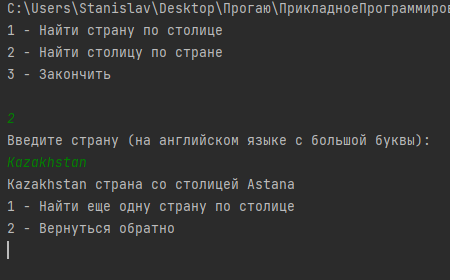 C:\Users\Stanislav\Desktop\Прогаю\ПрикладноеПрограммиров
1 - Найти страну по столице
2 - Найти столицу по стране
3 - Закончить
2
Введите страну (на английском языке с большой буквы):
Kazakhstan
Kazakhstan страна со столицей Astana
1 - Найти еще одну страну по столице
2 - Вернуться обратно